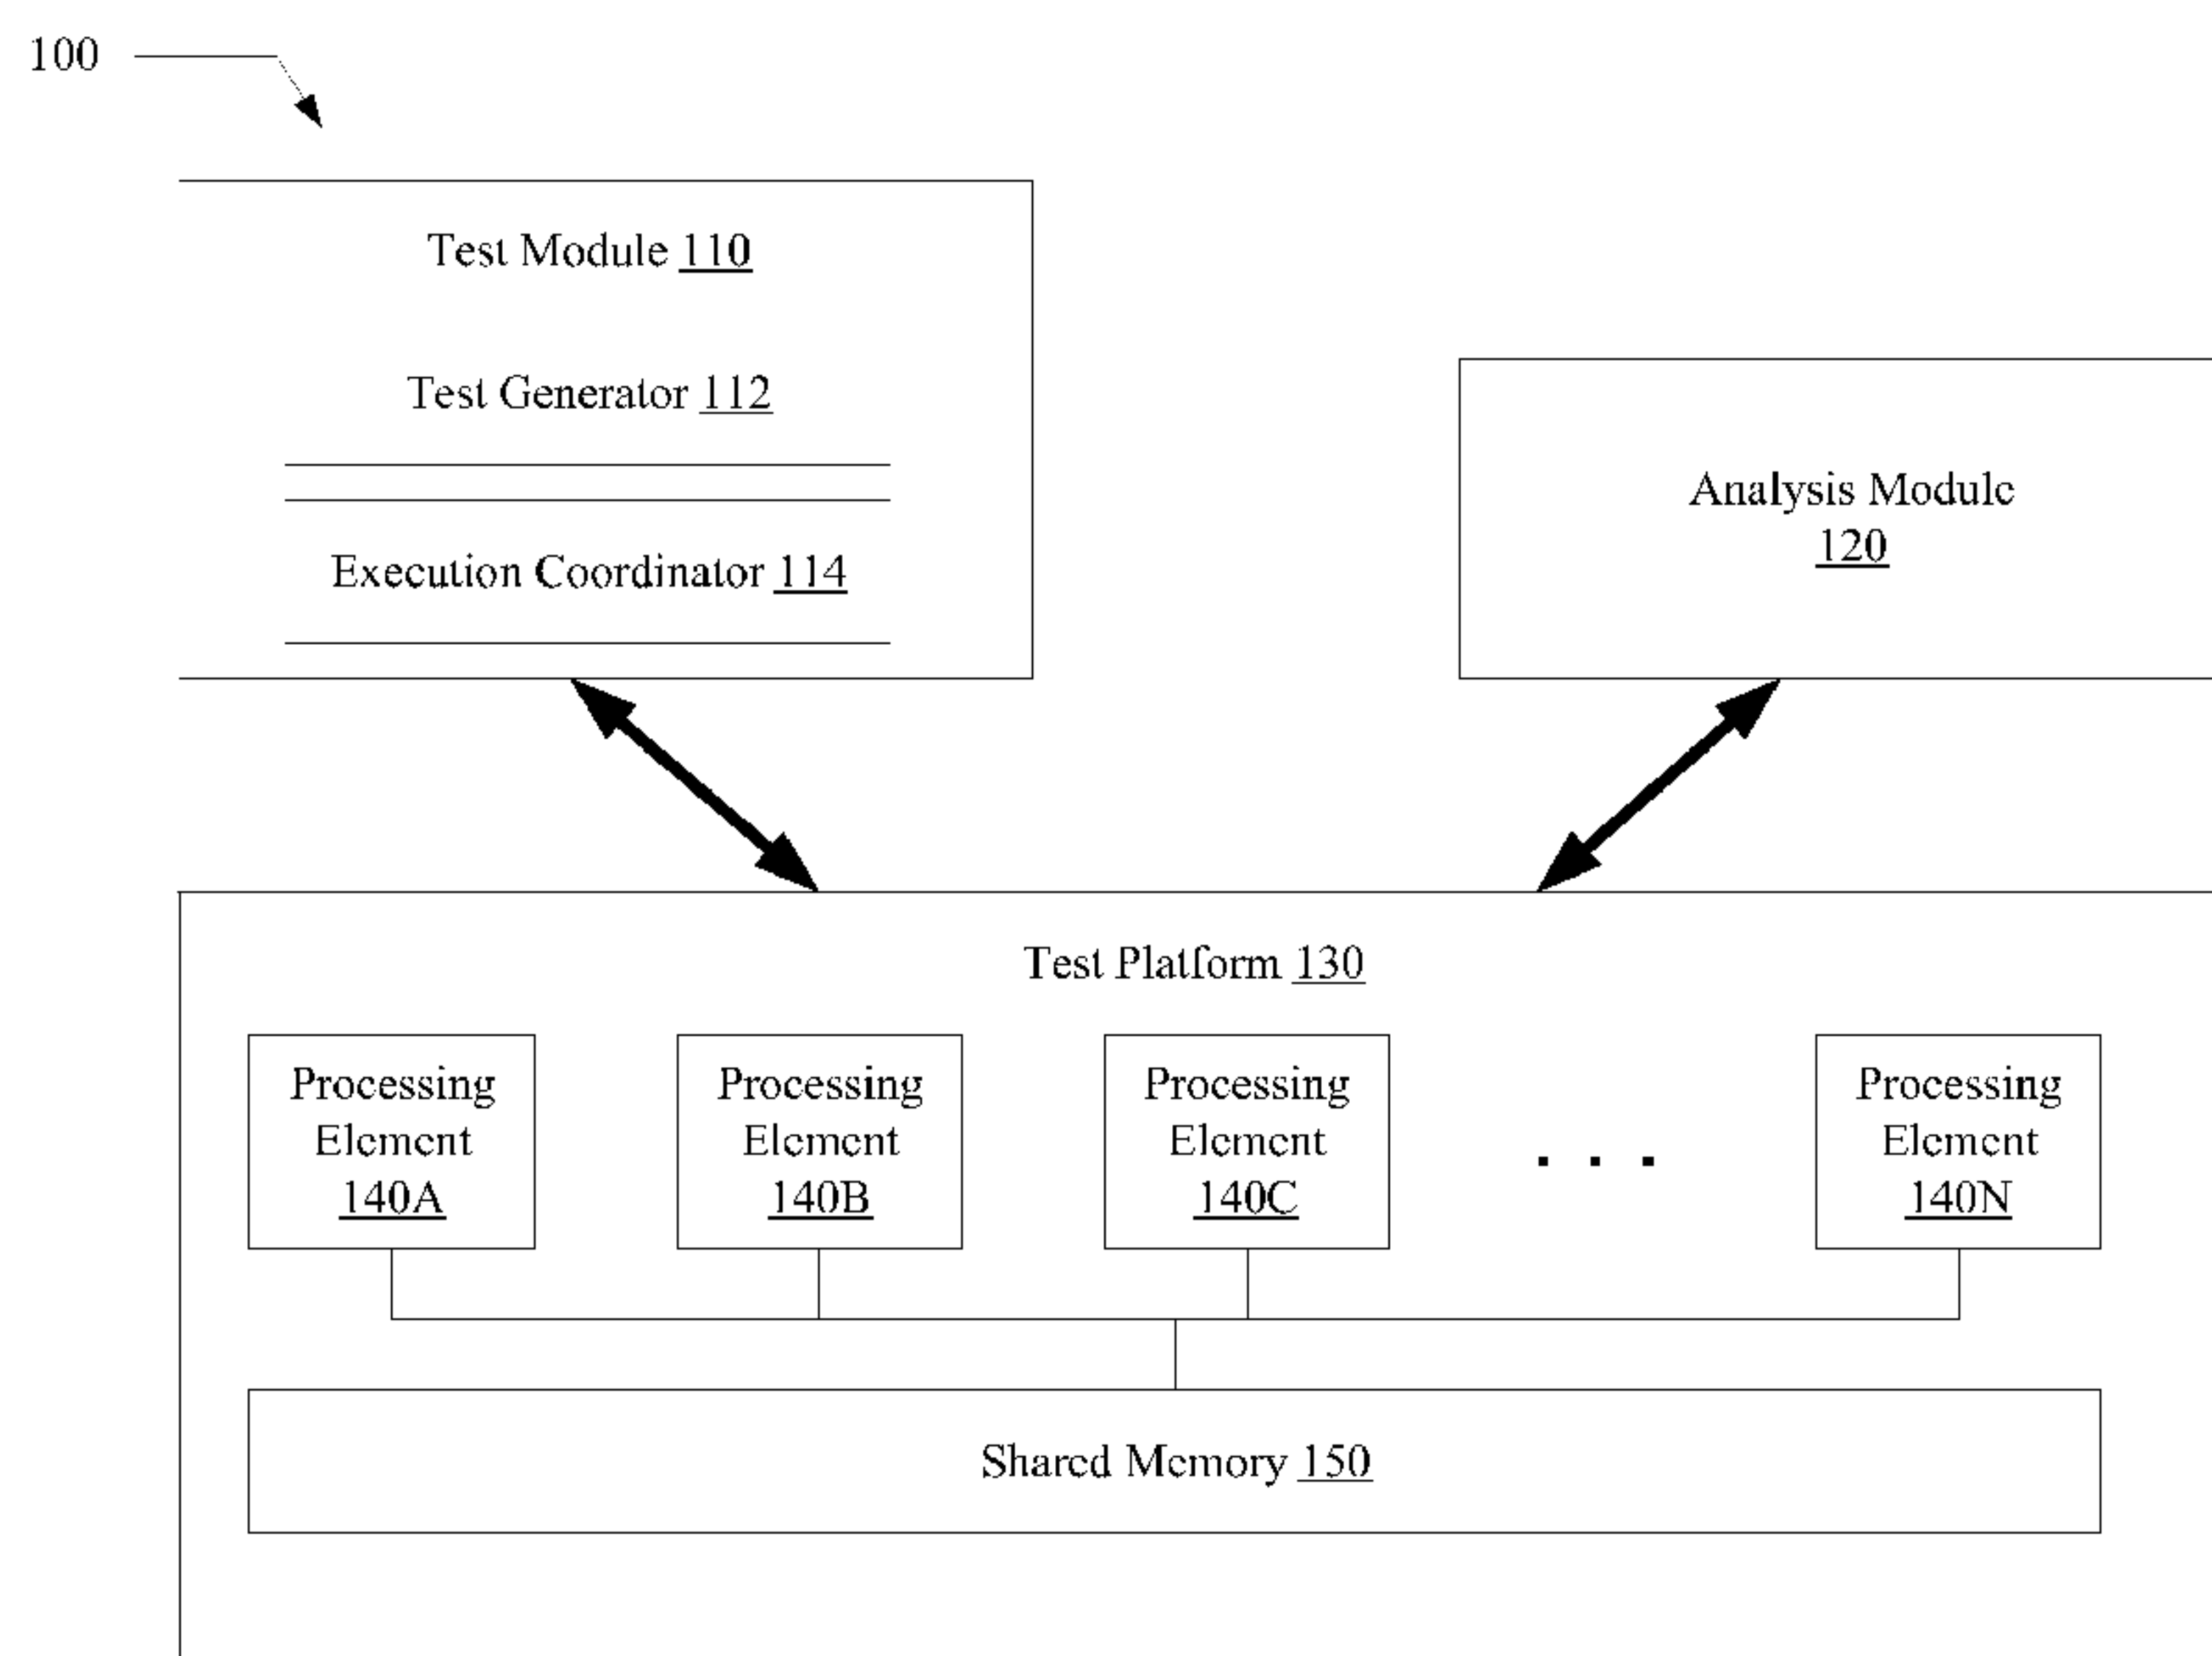 100
Test Module 110
Test Generator 112
Execution Coordinator 114
Analysis Module
120
Test Platform 130
Processing
Element
140A
Processing
Element
140B
Processing
Element
140C
. . .
Processing
Element
140N
Shared Memory 150